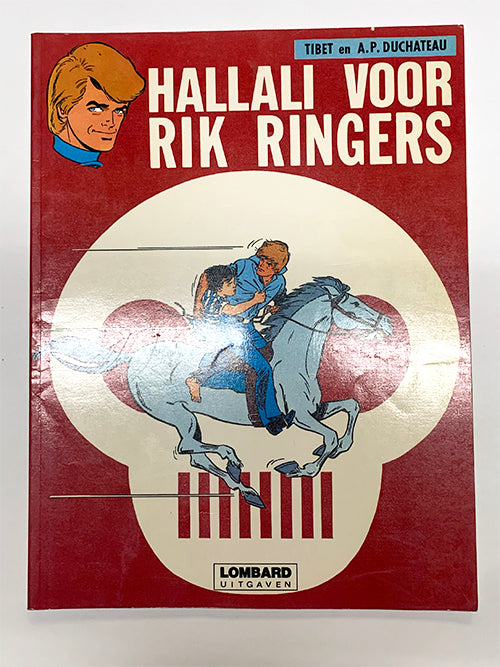 TIBET en A.P. DUCHATEAU
HALLALI VOOR
RIK RINGERS
LOMBARD
UITGAVEN